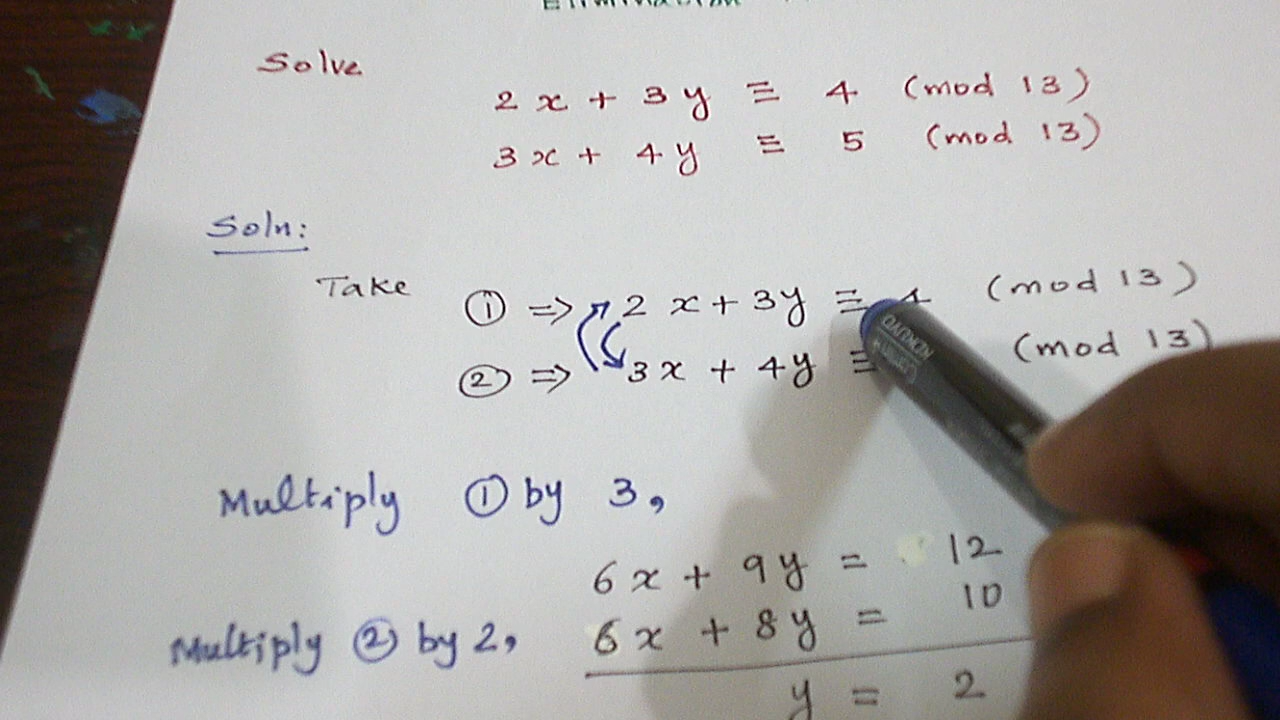 Solve
2x + 3y ≡ 4 (mod 13)
3x + 4y ≡ 5 (mod 13)
Soln:
Take ① => 2x + 3y ≡ 4 (mod 13)
② => 3x + 4y ≡ (mod 13)
Multiply ① by 3,
6x + 9y = 12
Multiply ② by 2, 6x + 8y = 10
y = 2